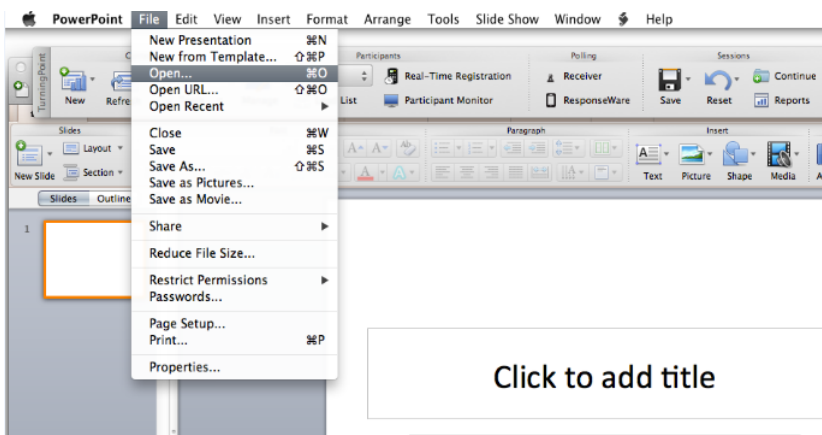 PowerPoint File Edit View Insert Format Arrange Tools Slide Show Window Help
New Presentation ⌘N
New from Template... ⇧⌘P
Open... ⌘O
Open URL... ⇧⌘O
Open Recent ▶
Close ⌘W
Save ⌘S
Save As... ⇧⌘S
Save as Pictures...
Save as Movie...
Share ▶
Reduce File Size...
Restrict Permissions ▶
Passwords...
Page Setup...
Print... ⌘P
Properties...
TurningPoint
New
Participants Polling Sessions
Real-Time Registration Receiver Continue
List Participant Monitor ResponseWare Save Reset Reports
Slides Paragraph Insert
Layout
New Slide Section
Text Picture Shape Media
Slides Outline
1
Click to add title